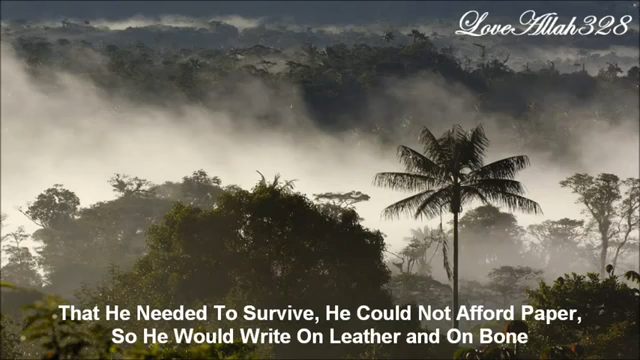 LoveAllah328
That He Needed To Survive, He Could Not Afford Paper,
So He Would Write On Leather and On Bone